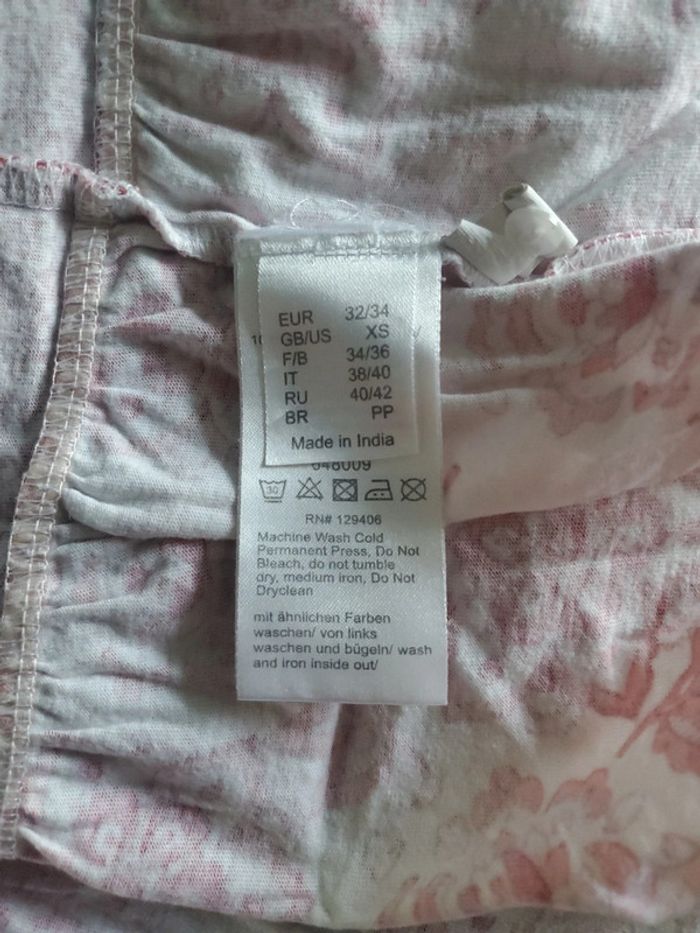 EUR 32/34
GB/US XS
F/B 34/36
IT 38/40
RU 40/42
BR PP
Made in India
048009
30
RN# 129406
Machine Wash Cold
Permanent Press, Do Not
Bleach, do not tumble
dry, medium iron, Do Not
Dryclean
mit ähnlichen Farben
waschen/ von links
waschen und bügeln/ wash
and iron inside out/